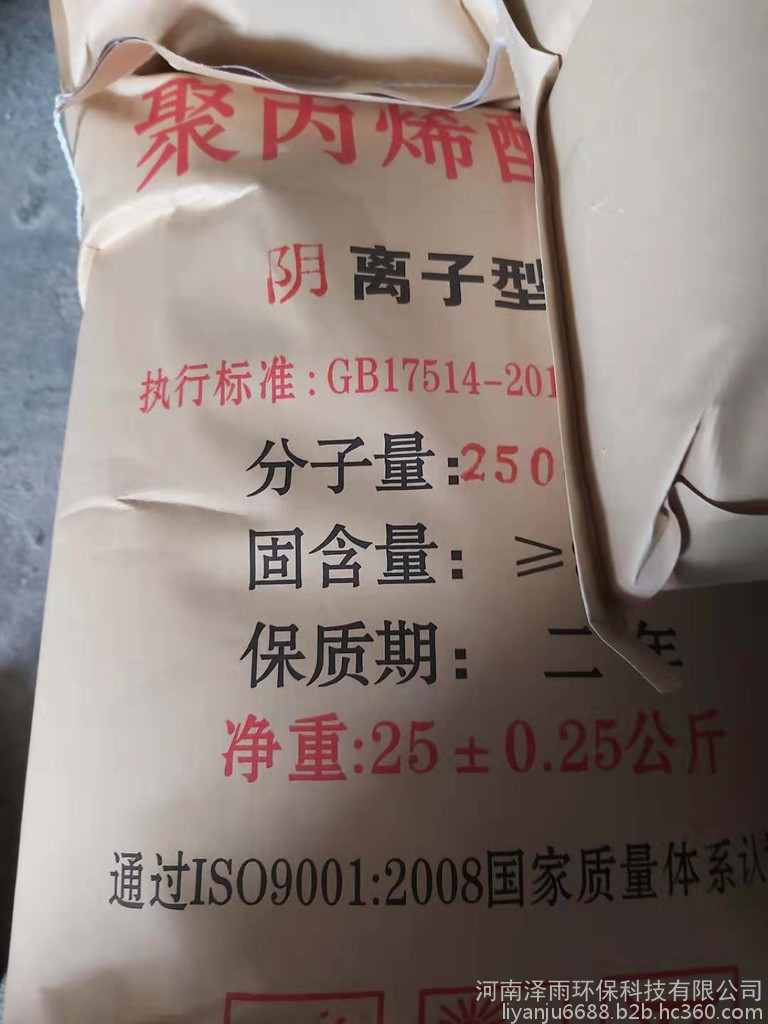 聚丙烯酰
阴离子型
执行标准:GB17514-201
分子量:250
固含量: ≥
保质期: 二年
净重:25±0.25公斤
通过ISO9001:2008国家质量体系认
河南泽雨环保科技有限公司
liyanju6688.b2b.hc360.com